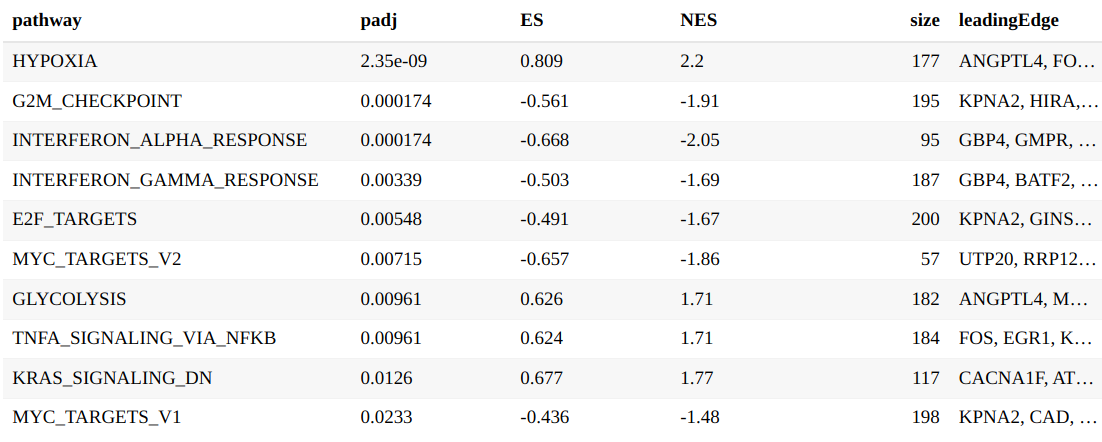 pathway padj ES NES size leadingEdge
HYPOXIA 2.35e-09 0.809 2.2 177 ANGPTL4, FO…
G2M_CHECKPOINT 0.000174 -0.561 -1.91 195 KPNA2, HIRA,…
INTERFERON_ALPHA_RESPONSE 0.000174 -0.668 -2.05 95 GBP4, GMPR, …
INTERFERON_GAMMA_RESPONSE 0.00339 -0.503 -1.69 187 GBP4, BATF2, …
E2F_TARGETS 0.00548 -0.491 -1.67 200 KPNA2, GINS…
MYC_TARGETS_V2 0.00715 -0.657 -1.86 57 UTP20, RRP12…
GLYCOLYSIS 0.00961 0.626 1.71 182 ANGPTL4, M…
TNFA_SIGNALING_VIA_NFKB 0.00961 0.624 1.71 184 FOS, EGR1, K…
KRAS_SIGNALING_DN 0.0126 0.677 1.77 117 CACNA1F, AT…
MYC_TARGETS_V1 0.0233 -0.436 -1.48 198 KPNA2, CAD, …